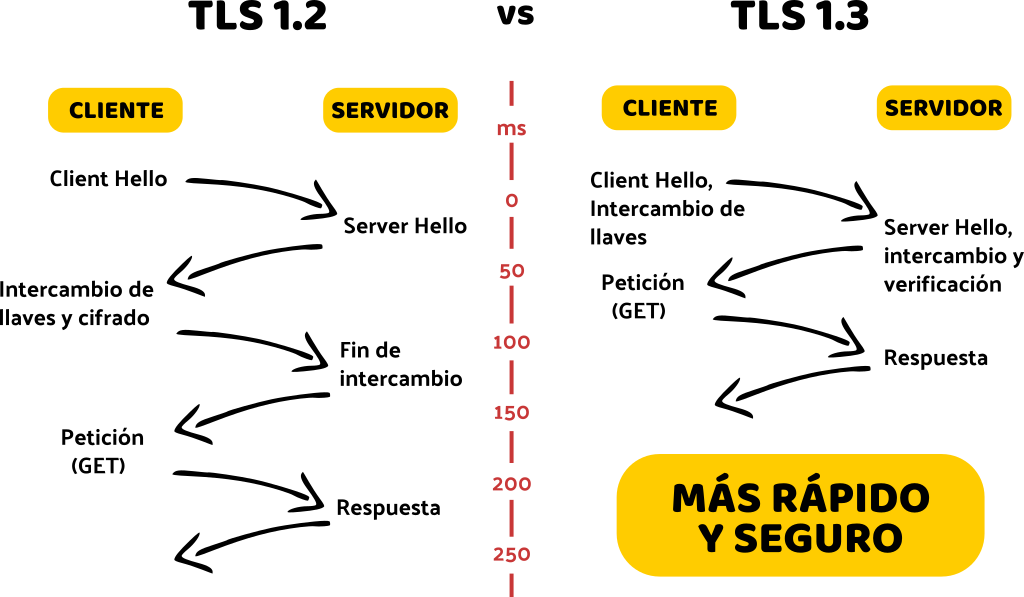 TLS 1.2
vs
TLS 1.3
CLIENTE
SERVIDOR
Client Hello
Server Hello
Intercambio de
llaves y cifrado
Fin de
intercambio
Petición
(GET)
Respuesta
ms
0
50
100
150
200
250
CLIENTE
SERVIDOR
Client Hello,
Intercambio de
llaves
Server Hello,
intercambio y
verificación
Petición
(GET)
Respuesta
MÁS RÁPIDO
Y SEGURO